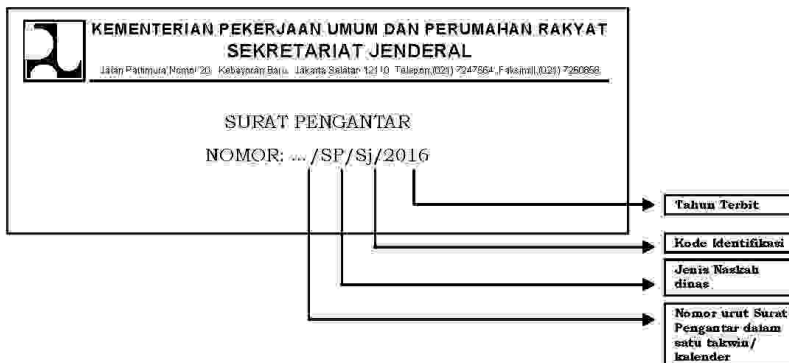 KEMENTERIAN PEKERJAAN UMUM DAN PERUMAHAN RAKYAT
SEKRETARIAT JENDERAL
Jalan Pattimura Nomor 20, Kebayoran Baru, Jakarta Selatan 12110, Telepon (021) 7247564, Faksimili (021)
SURAT PENGANTAR
NOMOR: ... /SP/Sj/2016
Tahun Terbit
Kode Identifikasi
Jenis Naskah
dinas
Nomor urut Surat
Pengantar dalam
satu takwin/
kalender